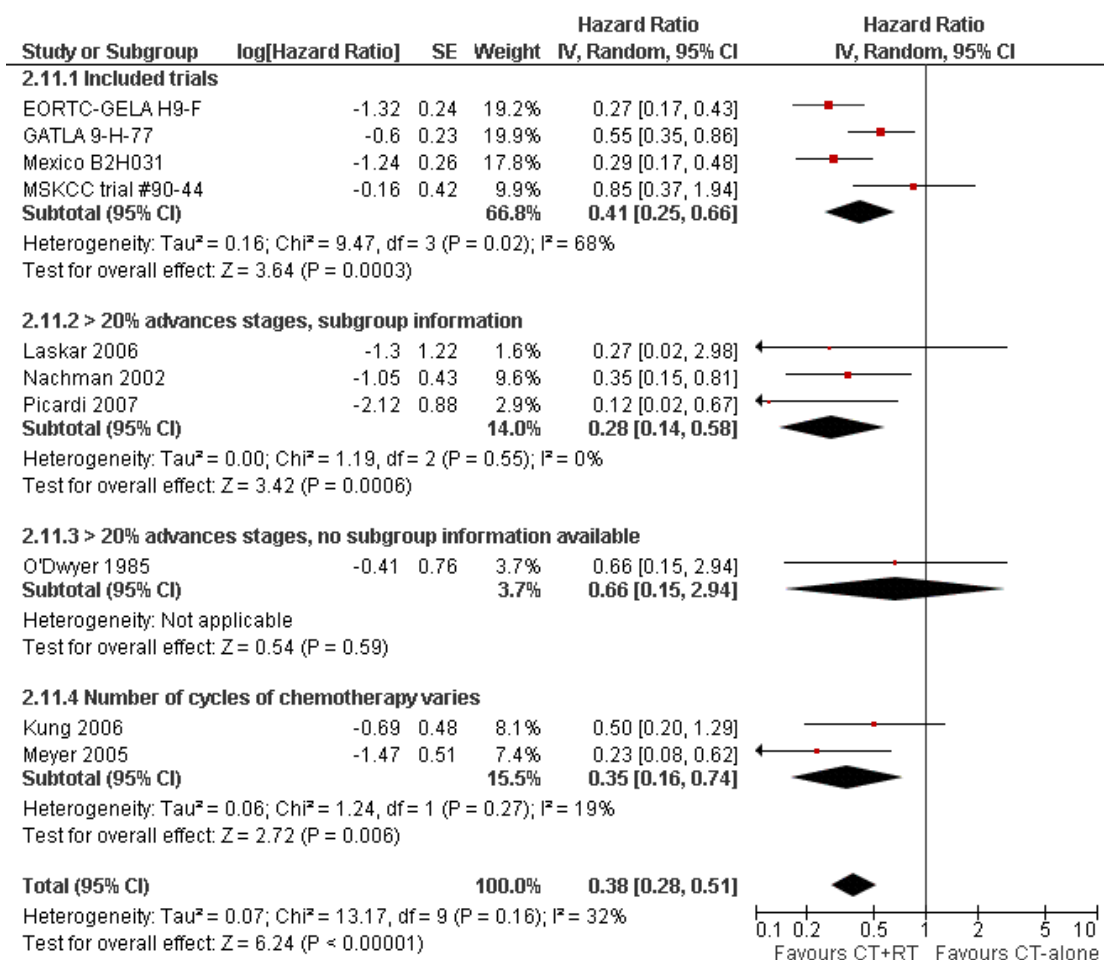 Hazard Ratio Hazard Ratio
Study or Subgroup log[Hazard Ratio] SE Weight IV, Random, 95% CI IV, Random, 95% CI
2.11.1 Included trials
EORTC-GELA H9-F -1.32 0.24 19.2% 0.27 [0.17, 0.43]
GATLA 9-H-77 -0.6 0.23 19.9% 0.55 [0.35, 0.86]
Mexico B2H031 -1.24 0.26 17.8% 0.29 [0.17, 0.48]
MSKCC trial #90-44 -0.16 0.42 9.9% 0.85 [0.37, 1.94]
Subtotal (95% CI) 66.8% 0.41 [0.25, 0.66]
Heterogeneity: Tau² = 0.16; Chi² = 9.47, df = 3 (P = 0.02); I² = 68%
Test for overall effect: Z = 3.64 (P = 0.0003)
2.11.2 > 20% advances stages, subgroup information
Laskar 2006 -1.3 1.22 1.6% 0.27 [0.02, 2.98]
Nachman 2002 -1.05 0.43 9.6% 0.35 [0.15, 0.81]
Picardi 2007 -2.12 0.88 2.9% 0.12 [0.02, 0.67]
Subtotal (95% CI) 14.0% 0.28 [0.14, 0.58]
Heterogeneity: Tau² = 0.00; Chi² = 1.19, df = 2 (P = 0.55); I² = 0%
Test for overall effect: Z = 3.42 (P = 0.0006)
2.11.3 > 20% advances stages, no subgroup information available
O'Dwyer 1985 -0.41 0.76 3.7% 0.66 [0.15, 2.94]
Subtotal (95% CI) 3.7% 0.66 [0.15, 2.94]
Heterogeneity: Not applicable
Test for overall effect: Z = 0.54 (P = 0.59)
2.11.4 Number of cycles of chemotherapy varies
Kung 2006 -0.69 0.48 8.1% 0.50 [0.20, 1.29]
Meyer 2005 -1.47 0.51 7.4% 0.23 [0.08, 0.62]
Subtotal (95% CI) 15.5% 0.35 [0.16, 0.74]
Heterogeneity: Tau² = 0.06; Chi² = 1.24, df = 1 (P = 0.27); I² = 19%
Test for overall effect: Z = 2.72 (P = 0.006)
Total (95% CI) 100.0% 0.38 [0.28, 0.51]
Heterogeneity: Tau² = 0.07; Chi² = 13.17, df = 9 (P = 0.16); I² = 32%
Test for overall effect: Z = 6.24 (P < 0.00001)
0.1 0.2 0.5 1 2 5 10
Favours CT+RT Favours CT-alone